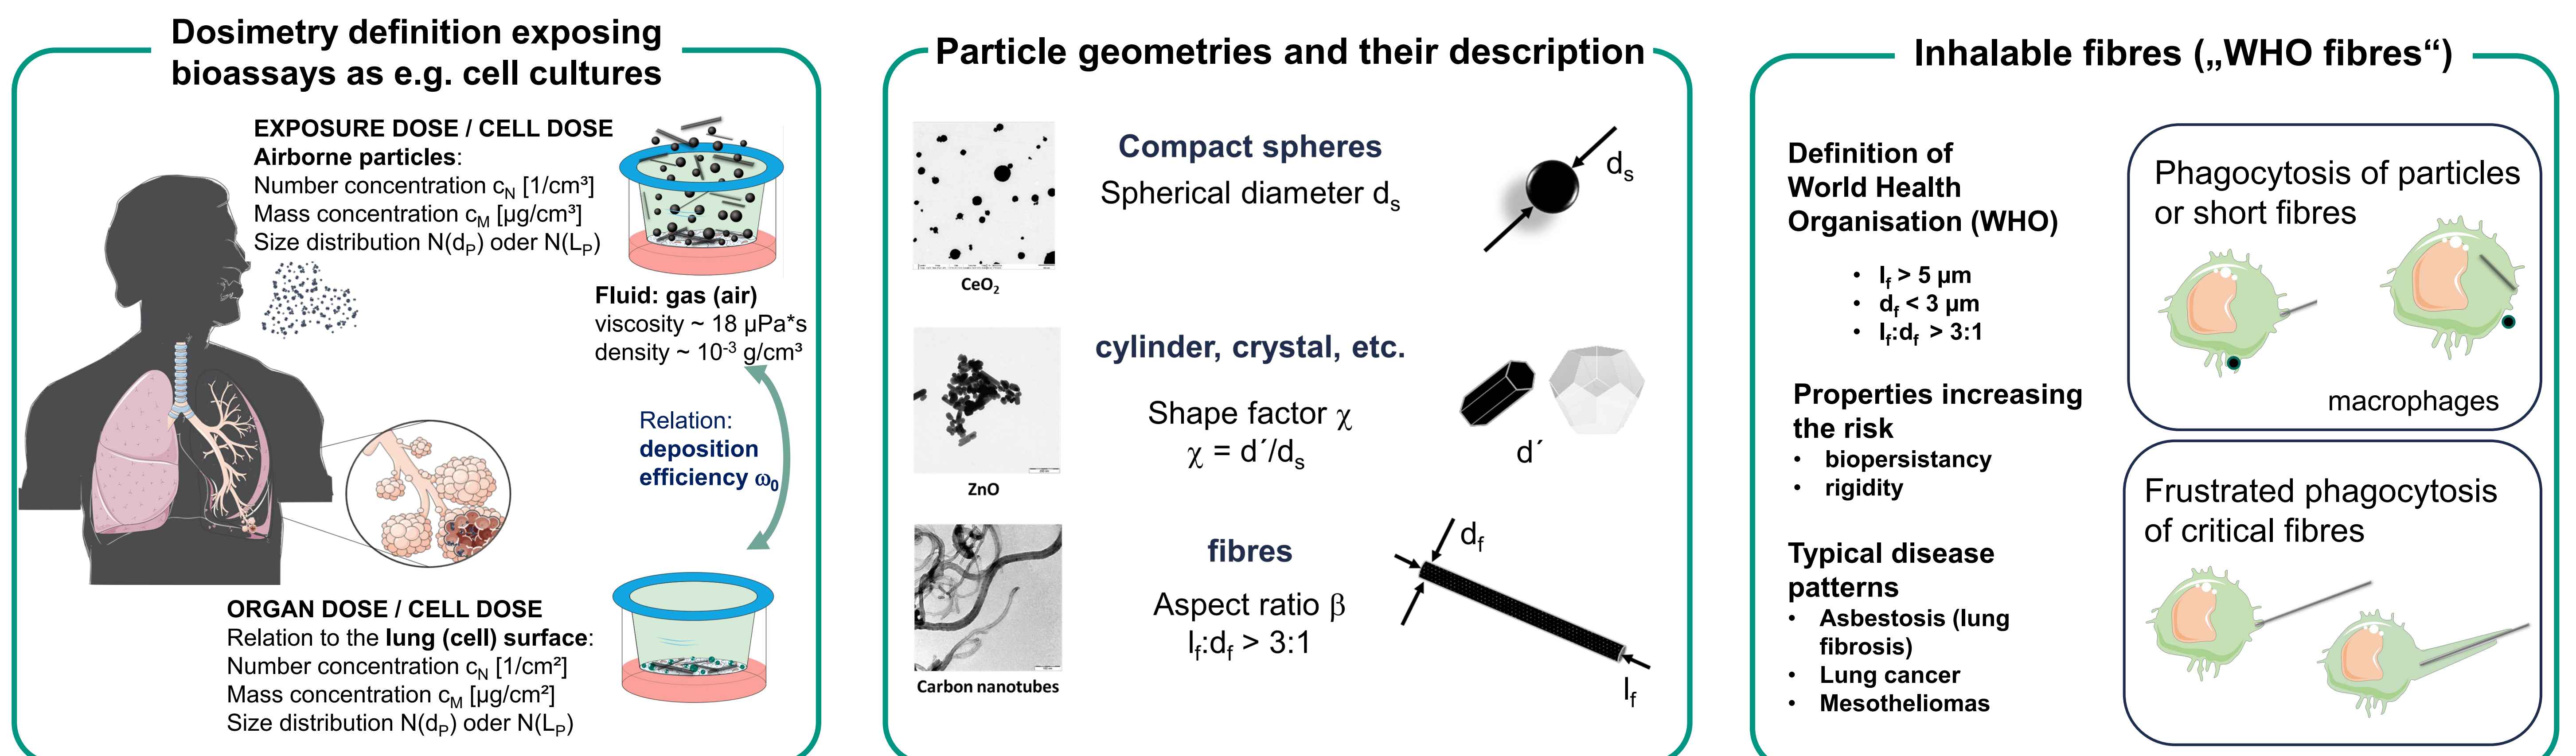 Dosimetry definition exposing
bioassays as e.g. cell cultures
EXPOSURE DOSE / CELL DOSE
Airborne particles:
Number concentration cN [1/cm³]
Mass concentration cM [µg/cm³]
Size distribution N(dP) oder N(LP)
Fluid: gas (air)
viscosity ~ 18 µPa*s
density ~ 10-3 g/cm³
Relation:
deposition
efficiency ω0
ORGAN DOSE / CELL DOSE
Relation to the lung (cell) surface:
Number concentration cN [1/cm²]
Mass concentration cM [µg/cm²]
Size distribution N(dP) oder N(LP)
Particle geometries and their description
CeO2
Compact spheres
Spherical diameter ds
ds
ZnO
cylinder, crystal, etc.
Shape factor χ
χ = d´/ds
d´
Carbon nanotubes
fibres
Aspect ratio β
lf:df > 3:1
df
lf
Inhalable fibres („WHO fibres“)
Definition of
World Health
Organisation (WHO)
• lf > 5 µm
• df < 3 µm
• lf:df > 3:1
Properties increasing
the risk
• biopersistancy
• rigidity
Typical disease
patterns
• Asbestosis (lung
fibrosis)
• Lung cancer
• Mesotheliomas
Phagocytosis of particles
or short fibres
macrophages
Frustrated phagocytosis
of critical fibres